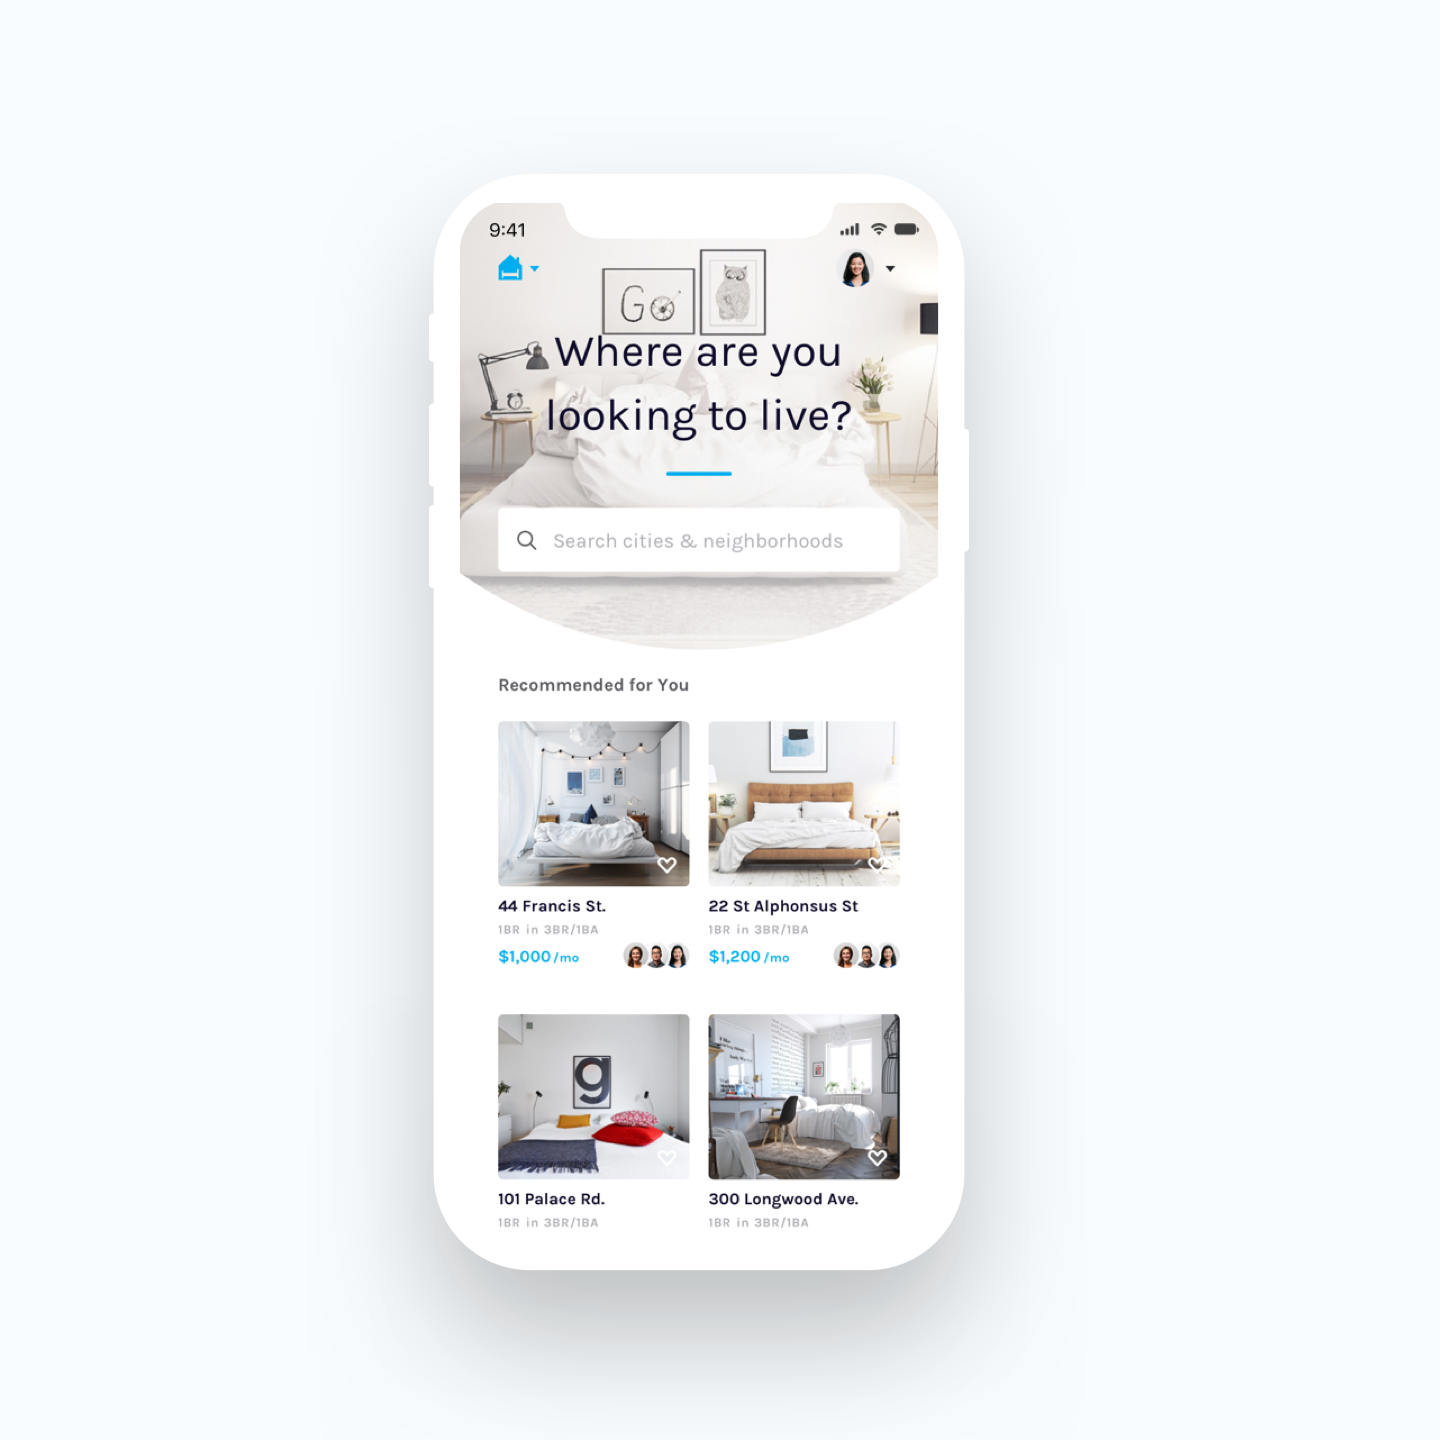 9:41
Go
Where are you
looking to live?
Search cities & neighborhoods
Recommended for You
44 Francis St.
1BR in 3BR/1BA
$1,000 /mo
22 St Alphonsus St
1BR in 3BR/1BA
$1,200 /mo
g
101 Palace Rd.
1BR in 3BR/1BA
300 Longwood Ave.
1BR in 3BR/1BA